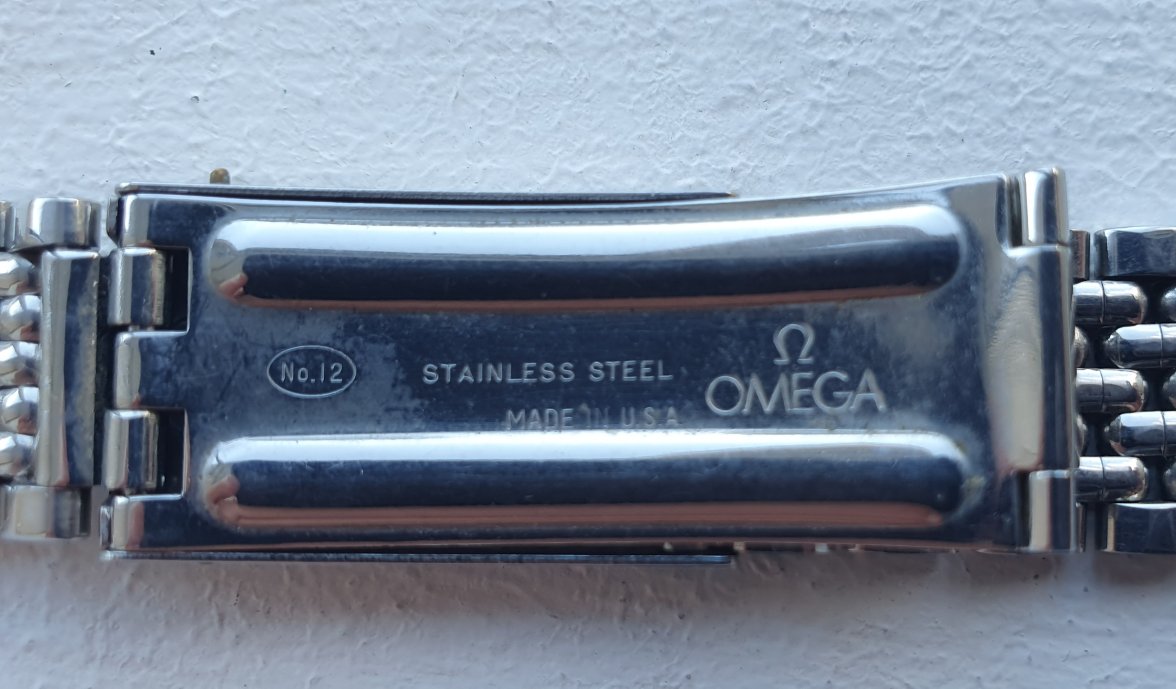 No.12
STAINLESS STEEL
MADE IN U.S.A
Ω
OMEGA